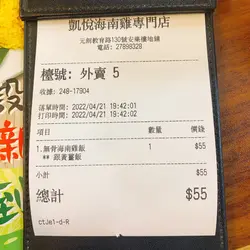 凱悅海南雞專門店
元朗教育路130號安樂樓地舖
電話: 27898328
檯號: 外賣 5
收據: 248-17904
落單時間: 2022/04/21 19:42:01
打印時間: 2022/04/21 19:42:02
項目 數量 價錢
1.無骨海南雞飯 1 $55
** 跟黃薑飯
小計 $55
總計 $55
ctJe1-d-R